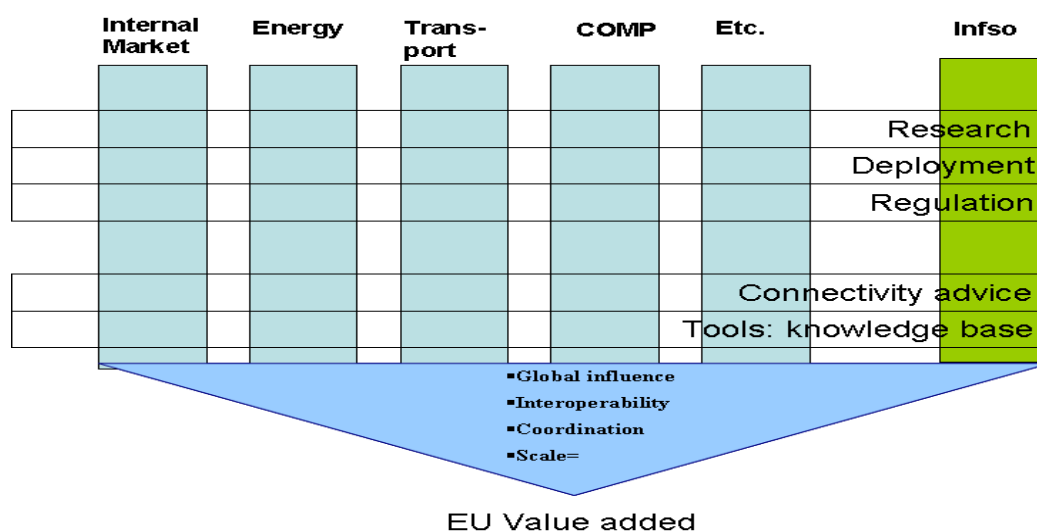 Internal
Market
Energy
Trans-
port
COMP
Etc.
Infso
Research
Deployment
Regulation
Connectivity advice
Tools: knowledge base
▪Global influence
▪Interoperability
▪Coordination
▪Scale=
EU Value added